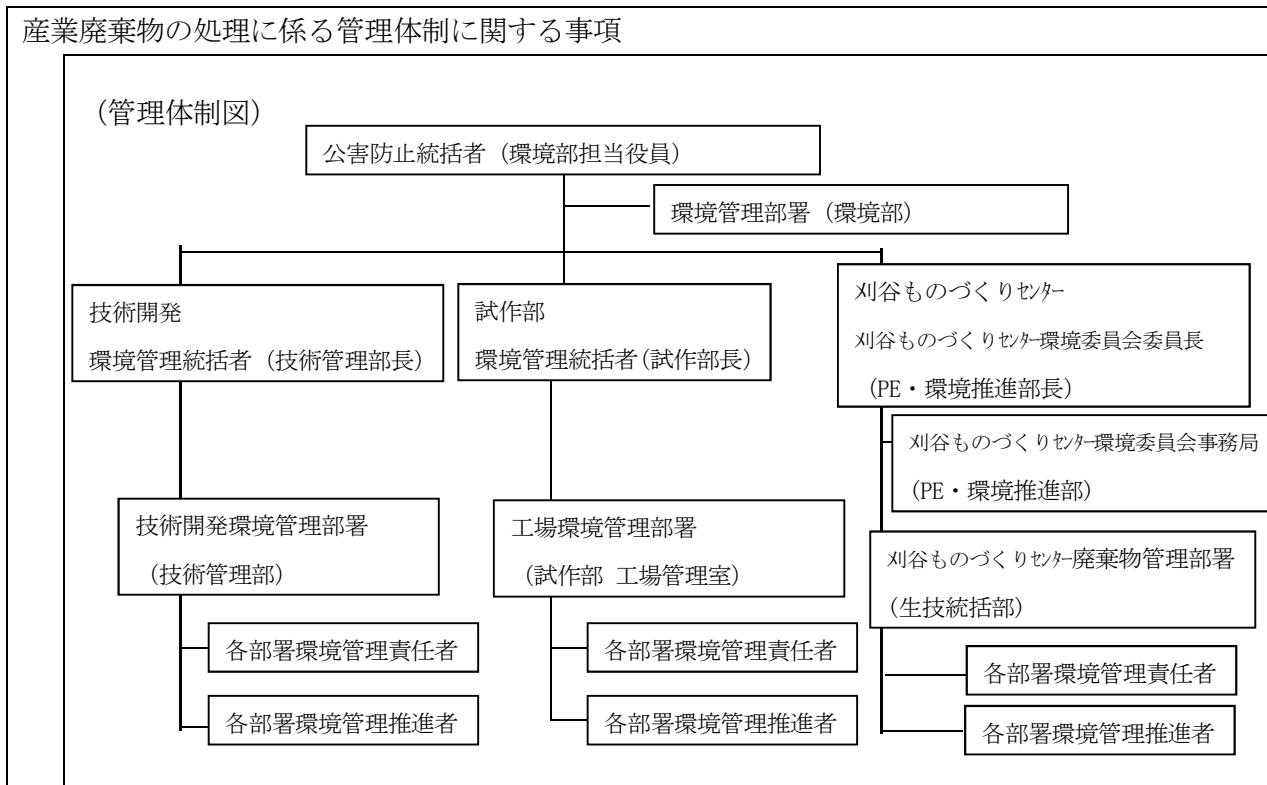 産業廃棄物の処理に係る管理体制に関する事項
（管理体制図）
公害防止統括者（環境部担当役員）
環境管理部署（環境部）
技術開発
環境管理統括者（技術管理部長）
試作部
環境管理統括者（試作部長）
刈谷ものづくりｾﾝﾀｰ
刈谷ものづくりｾﾝﾀｰ環境委員会委員長
（PE・環境推進部長）
刈谷ものづくりｾﾝﾀｰ環境委員会事務局
（PE・環境推進部）
技術開発環境管理部署
（技術管理部）
工場環境管理部署
（試作部 工場管理室）
刈谷ものづくりｾﾝﾀｰ廃棄物管理部署
（生技統括部）
各部署環境管理責任者
各部署環境管理推進者
各部署環境管理責任者
各部署環境管理推進者
各部署環境管理責任者
各部署環境管理推進者